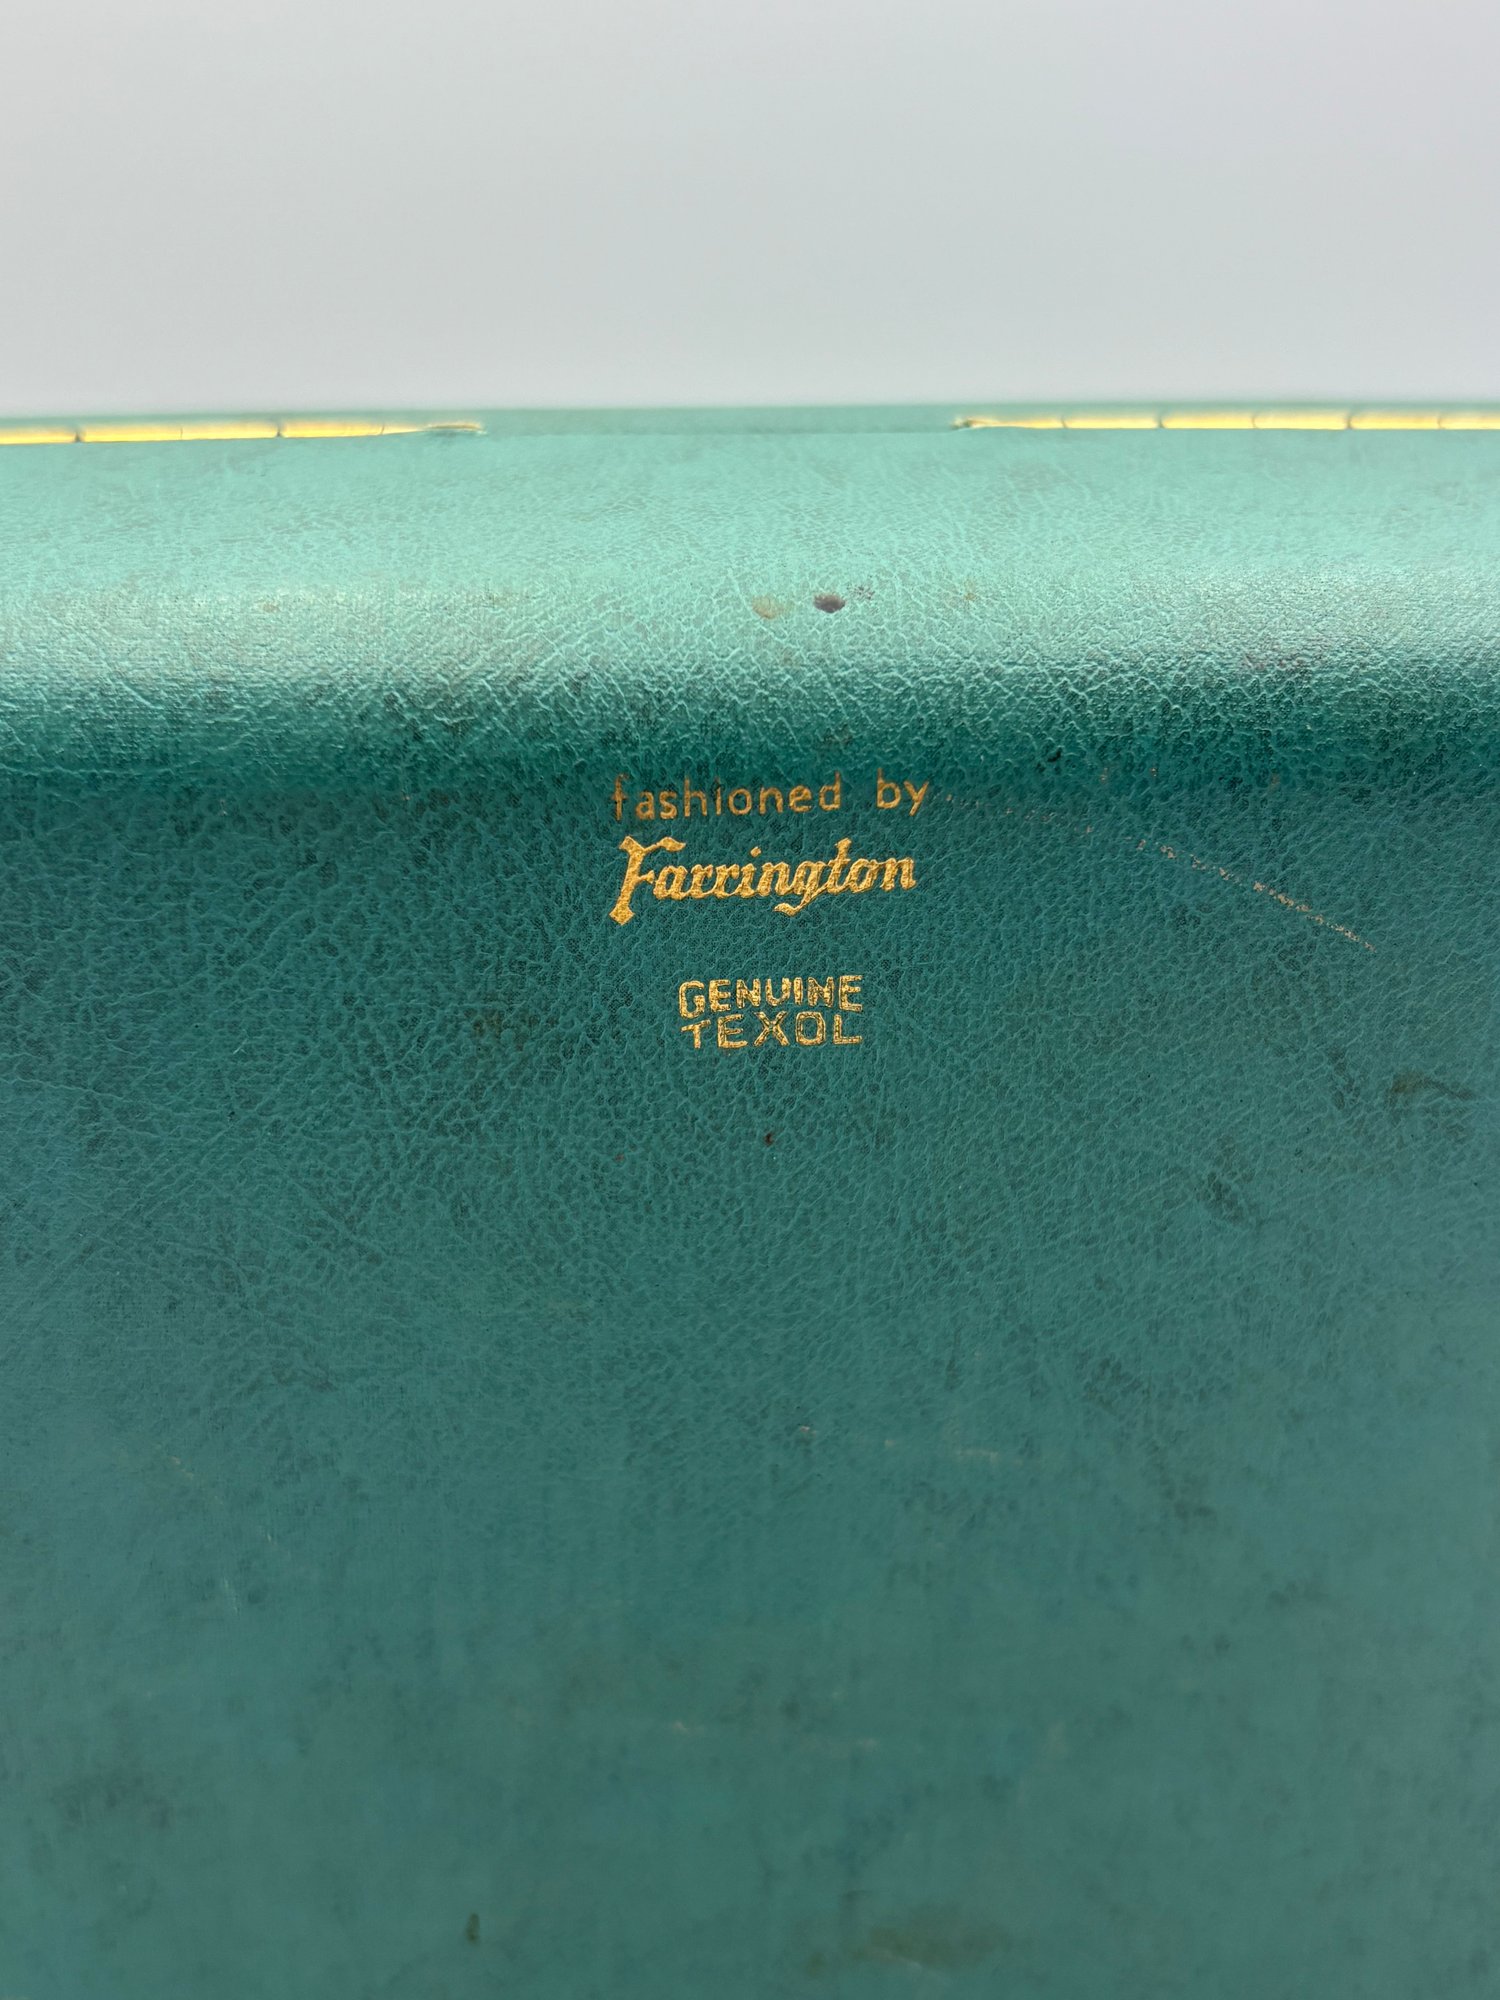 fashioned by
Farrington
GENUINE
TEXOL